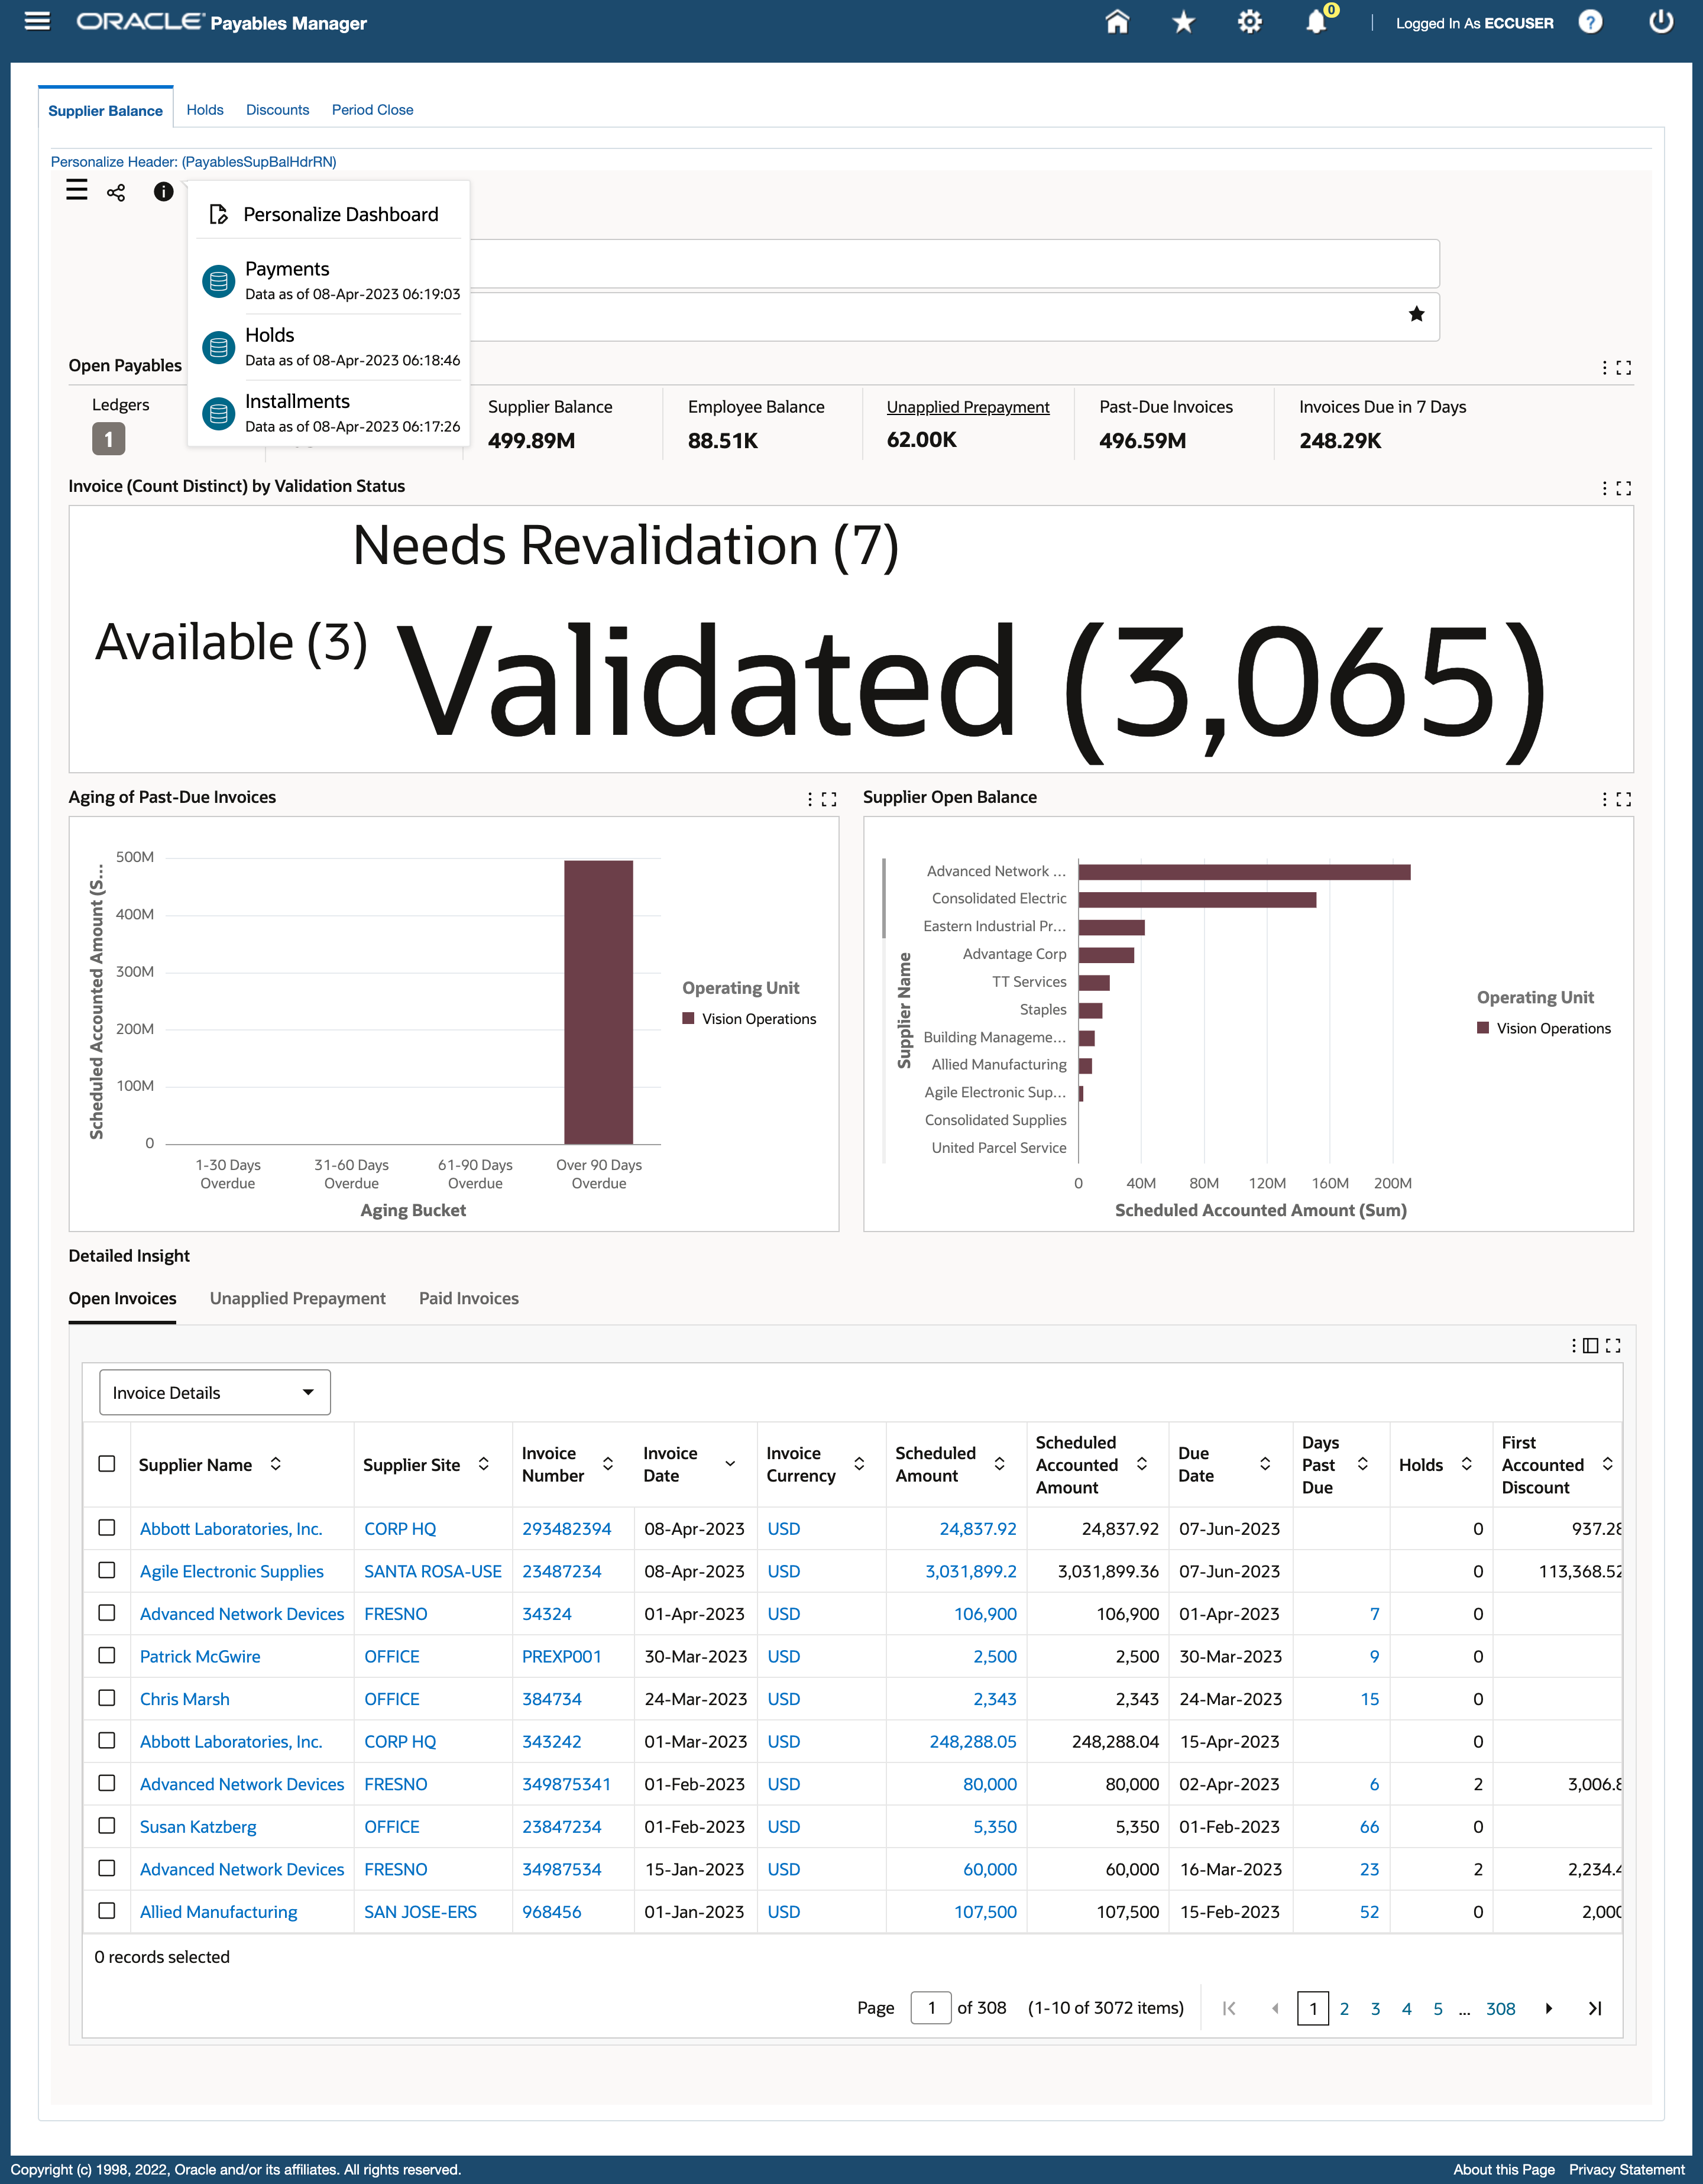 ORACLE® Payables Manager
0
Logged In As ECCUSER
?
Supplier Balance
Holds
Discounts
Period Close
Personalize Header: (PayablesSupBalHdrRN)
Personalize Dashboard
Payments
Data as of 08-Apr-2023 06:19:03
Holds
Data as of 08-Apr-2023 06:18:46
Installments
Data as of 08-Apr-2023 06:17:26
Open Payables
Ledgers
1
Supplier Balance
499.89M
Employee Balance
88.51K
Unapplied Prepayment
62.00K
Past-Due Invoices
496.59M
Invoices Due in 7 Days
248.29K
Invoice (Count Distinct) by Validation Status
Needs Revalidation (7)
Available (3) Validated (3,065)
Aging of Past-Due Invoices
Scheduled Accounted Amount (S...
500M
400M
300M
200M
100M
0
1-30 Days
Overdue
31-60 Days
Overdue
61-90 Days
Overdue
Over 90 Days
Overdue
Aging Bucket
Operating Unit
Vision Operations
Supplier Open Balance
Supplier Name
Advanced Network ...
Consolidated Electric
Eastern Industrial Pr...
Advantage Corp
TT Services
Staples
Building Manageme...
Allied Manufacturing
Agile Electronic Sup...
Consolidated Supplies
United Parcel Service
0 40M 80M 120M 160M 200M
Scheduled Accounted Amount (Sum)
Operating Unit
Vision Operations
Detailed Insight
Open Invoices
Unapplied Prepayment
Paid Invoices
Invoice Details
Supplier Name
Supplier Site
Invoice
Number
Invoice
Date
Invoice
Currency
Scheduled
Amount
Scheduled
Accounted
Amount
Due
Date
Days
Past
Due
Holds
First
Accounted
Discount
Abbott Laboratories, Inc. CORP HQ 293482394 08-Apr-2023 USD 24,837.92 24,837.92 07-Jun-2023 0 937.28
Agile Electronic Supplies SANTA ROSA-USE 23487234 08-Apr-2023 USD 3,031,899.2 3,031,899.36 07-Jun-2023 0 113,368.52
Advanced Network Devices FRESNO 34324 01-Apr-2023 USD 106,900 106,900 01-Apr-2023 7 0
Patrick McGwire OFFICE PREXP001 30-Mar-2023 USD 2,500 2,500 30-Mar-2023 9 0
Chris Marsh OFFICE 384734 24-Mar-2023 USD 2,343 2,343 24-Mar-2023 15 0
Abbott Laboratories, Inc. CORP HQ 343242 01-Mar-2023 USD 248,288.05 248,288.04 15-Apr-2023 0
Advanced Network Devices FRESNO 349875341 01-Feb-2023 USD 80,000 80,000 02-Apr-2023 6 2 3,006.8
Susan Katzberg OFFICE 23847234 01-Feb-2023 USD 5,350 5,350 01-Feb-2023 66 0
Advanced Network Devices FRESNO 34987534 15-Jan-2023 USD 60,000 60,000 16-Mar-2023 23 2 2,234.4
Allied Manufacturing SAN JOSE-ERS 968456 01-Jan-2023 USD 107,500 107,500 15-Feb-2023 52 0 2,000
0 records selected
Page 1 of 308 (1-10 of 3072 items) 1 2 3 4 5 ... 308
Copyright (c) 1998, 2022, Oracle and/or its affiliates. All rights reserved.
About this Page Privacy Statement